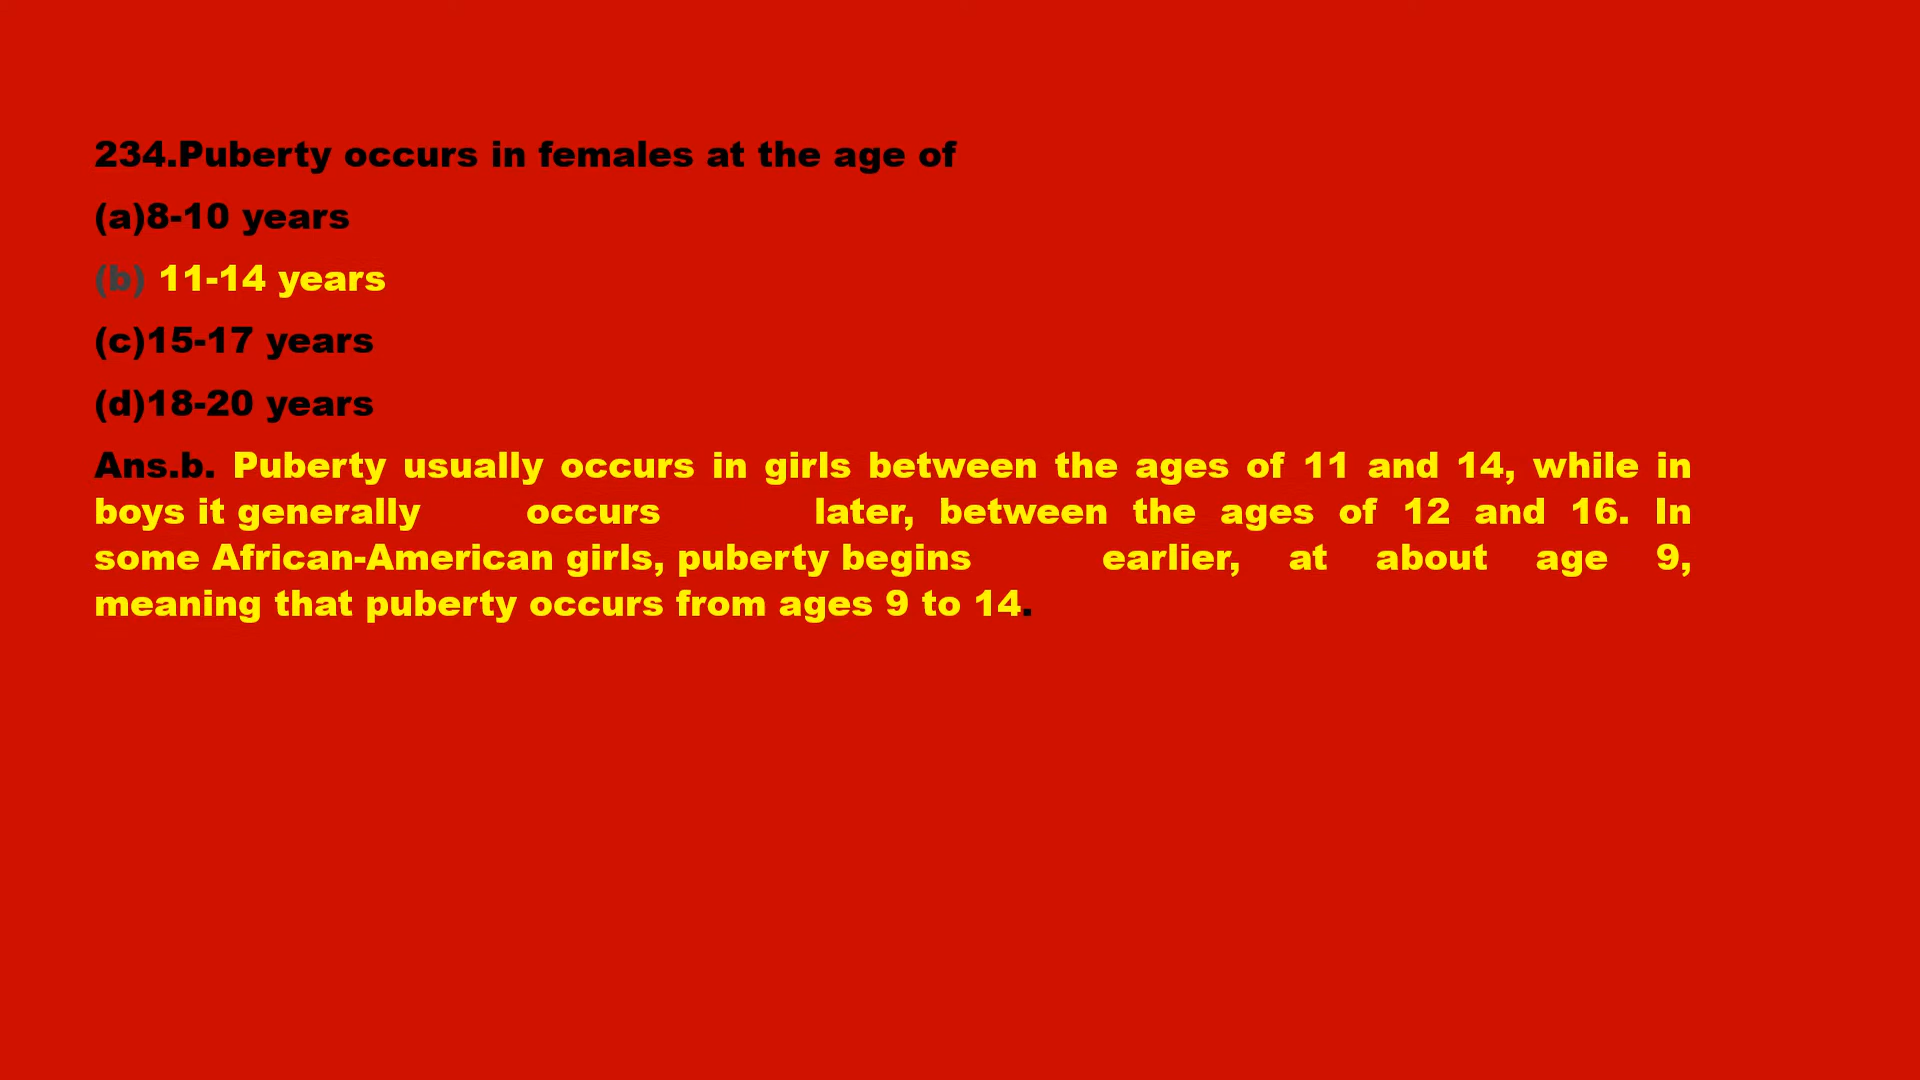 234.Puberty occurs in females at the age of
(a)8-10 years
(b) 11-14 years
(c)15-17 years
(d)18-20 years
Ans.b. Puberty usually occurs in girls between the ages of 11 and 14, while in
boys it generally occurs later, between the ages of 12 and 16. In
some African-American girls, puberty begins earlier, at about age 9,
meaning that puberty occurs from ages 9 to 14.